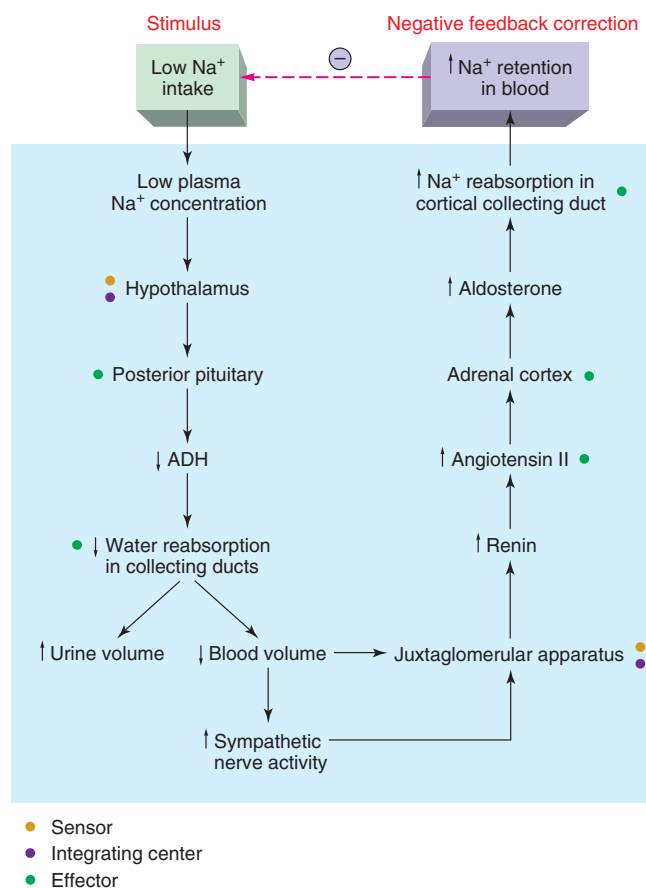 Stimulus
Negative feedback correction
Low Na⁺
intake
−
↑ Na⁺ retention
in blood
Low plasma
Na⁺ concentration
↑ Na⁺ reabsorption in
cortical collecting duct
Hypothalamus
↑ Aldosterone
Posterior pituitary
Adrenal cortex
↓ ADH
↑ Angiotensin II
↓ Water reabsorption
in collecting ducts
↑ Renin
↑ Urine volume
↓ Blood volume
Juxtaglomerular apparatus
↑ Sympathetic
nerve activity
Sensor
Integrating center
Effector